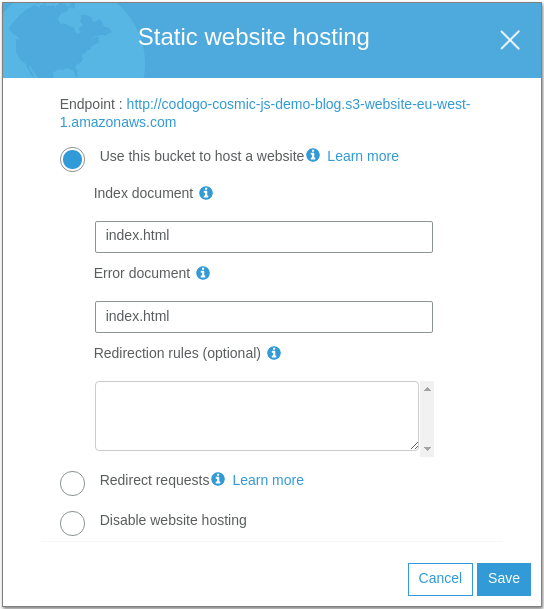 Static website hosting
Endpoint : http://codogo-cosmic-js-demo-blog.s3-website-eu-west-
1.amazonaws.com
Use this bucket to host a website Learn more
Index document
index.html
Error document
index.html
Redirection rules (optional)
Redirect requests Learn more
Disable website hosting
Cancel Save